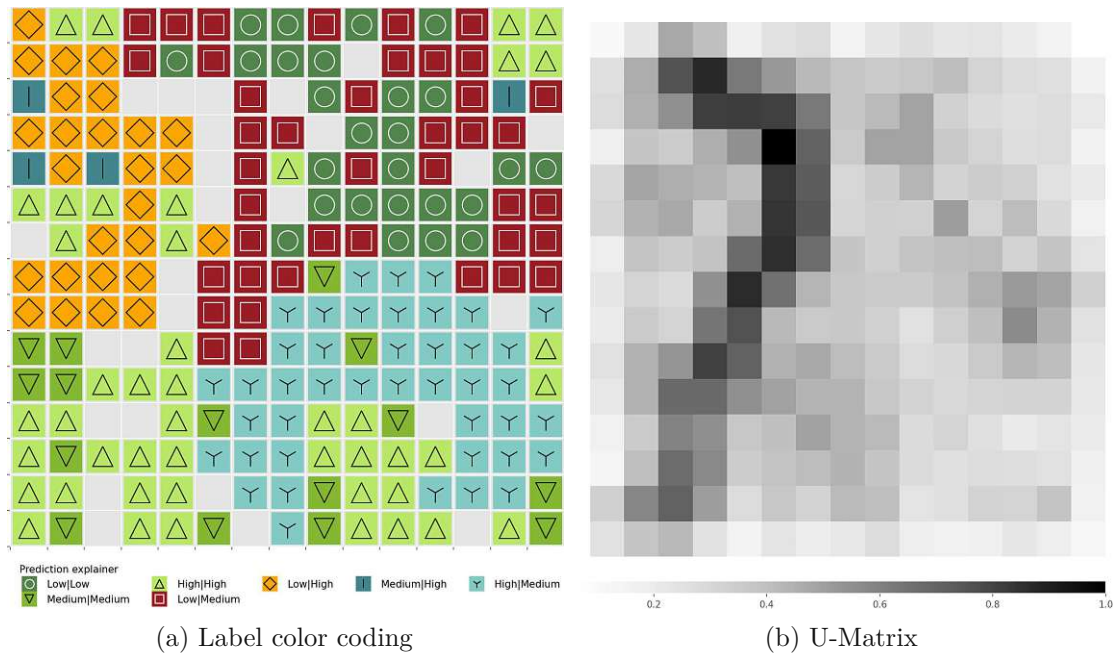 Prediction explainer
Low|Low
High|High
Low|High
Medium|High
High|Medium
Medium|Medium
Low|Medium
0.2
0.4
0.6
0.8
1.0
(a) Label color coding
(b) U-Matrix